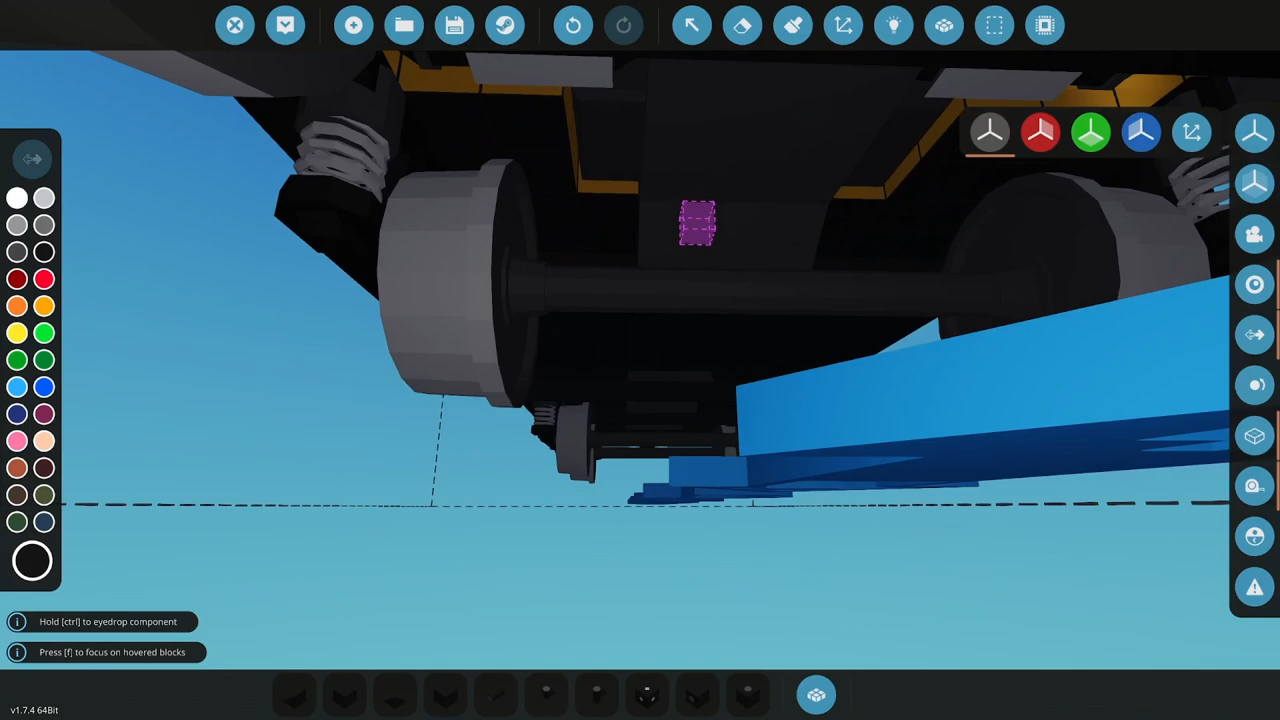 Hold [ctrl] to eyedrop component
Press [f] to focus on hovered blocks
v1.7.4 64Bit